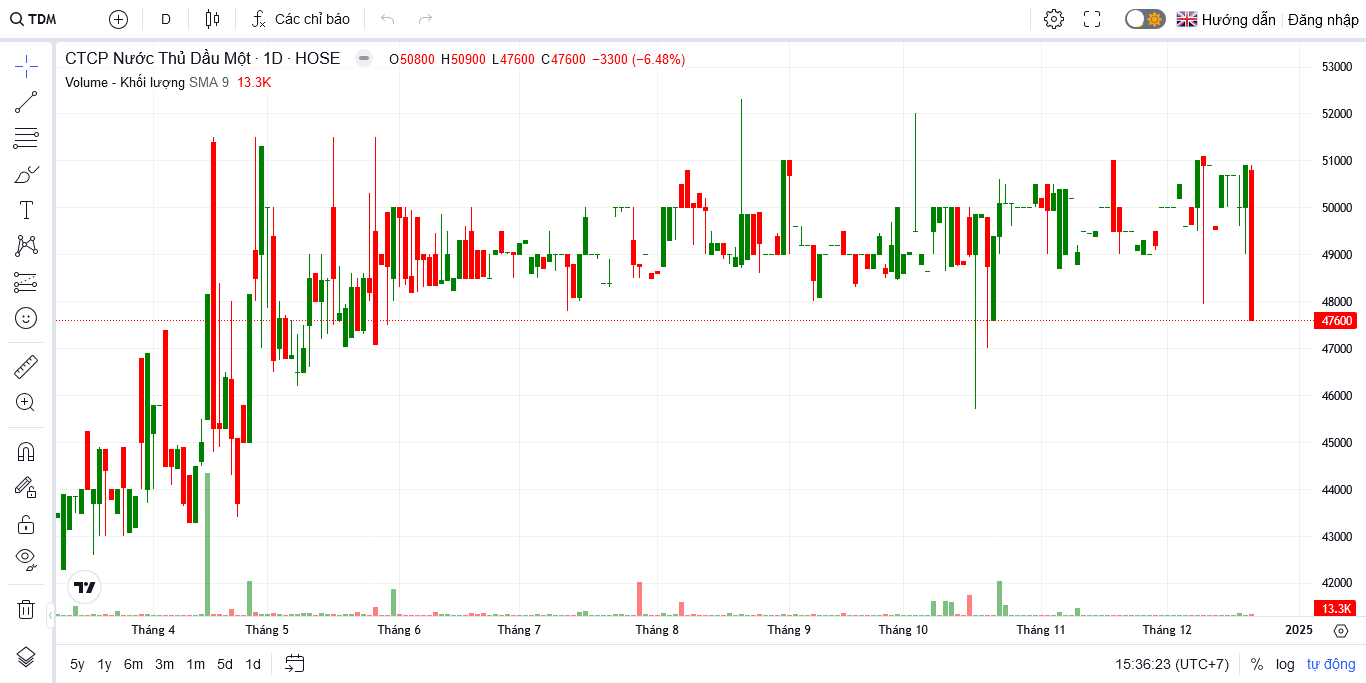 TDM D Các chỉ báo Hướng dẫn Đăng nhập
CTCP Nước Thủ Dầu Một · 1D · HOSE O50800 H50900 L47600 C47600 −3300 (−6.48%)
Volume - Khối lượng SMA 9 13.3K
53000
52000
51000
50000
49000
48000
47600
47000
46000
45000
44000
43000
42000
13.3K
Tháng 4 Tháng 5 Tháng 6 Tháng 7 Tháng 8 Tháng 9 Tháng 10 Tháng 11 Tháng 12 2025
5y 1y 6m 3m 1m 5d 1d 15:36:23 (UTC+7) % log tự động